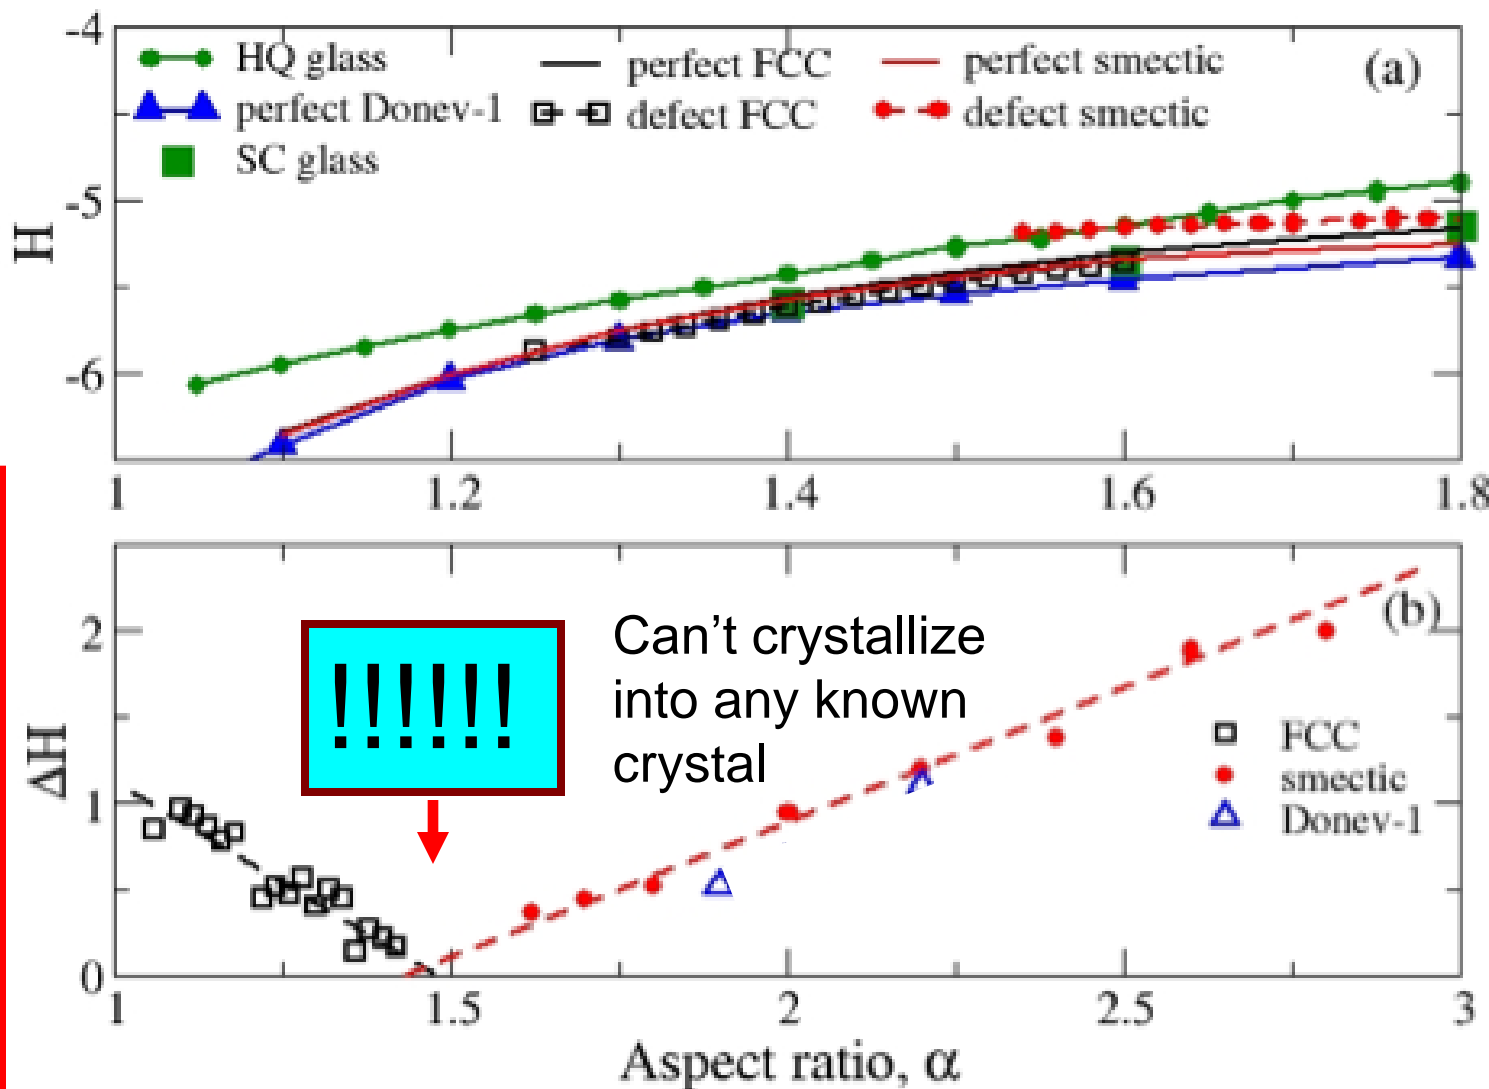 -4
HQ glass perfect FCC perfect smectic (a)
perfect Donev-1 defect FCC defect smectic
SC glass
-5
H
-6
1 1.2 1.4 1.6 1.8
2
(b)
!!!!!!
Can’t crystallize
into any known
crystal
FCC
ΔH
smectic
1
Donev-1
0
1 1.5 2 2.5 3
Aspect ratio, α